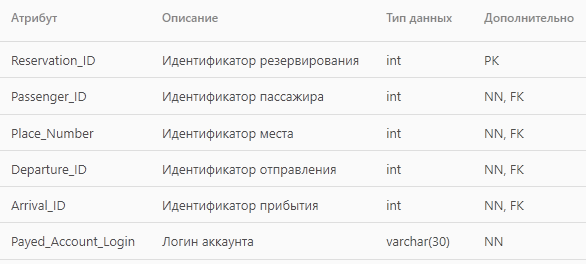 Атрибут Описание Тип данных Дополнительно
Reservation_ID Идентификатор резервирования int PK
Passenger_ID Идентификатор пассажира int NN, FK
Place_Number Идентификатор места int NN, FK
Departure_ID Идентификатор отправления int NN, FK
Arrival_ID Идентификатор прибытия int NN, FK
Payed_Account_Login Логин аккаунта varchar(30) NN